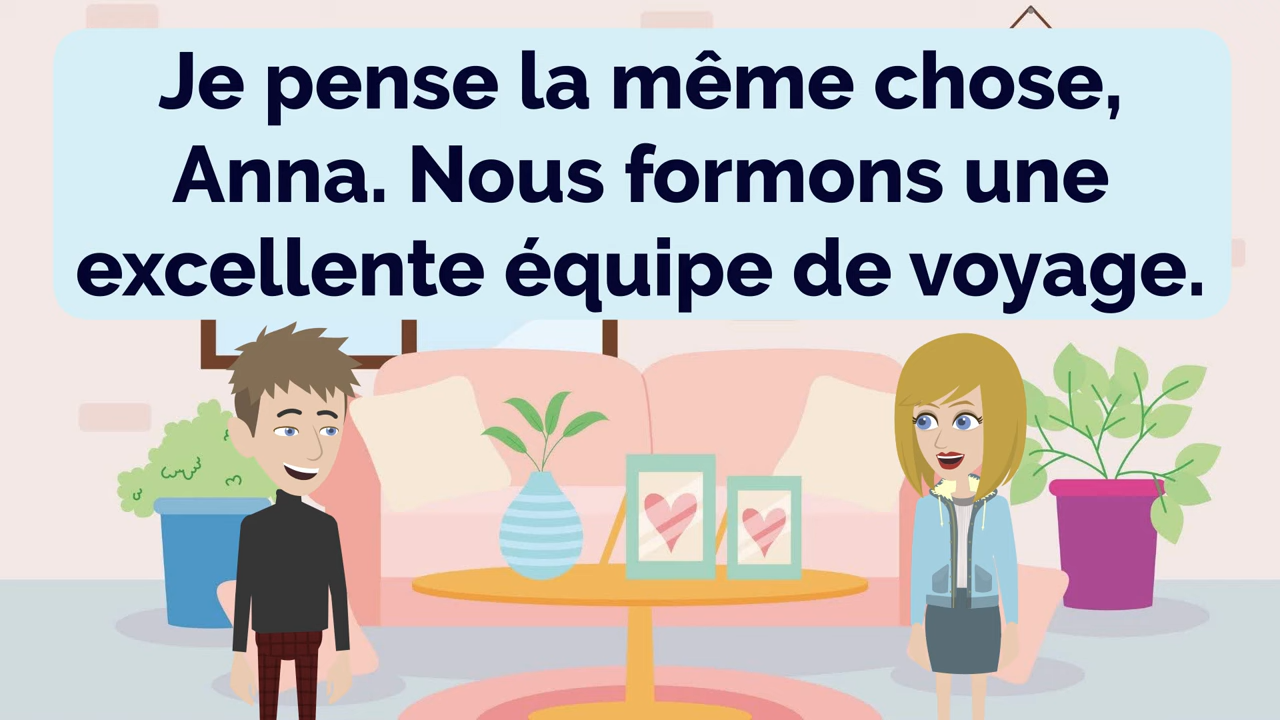 Je pense la même chose,
Anna. Nous formons une
excellente équipe de voyage.